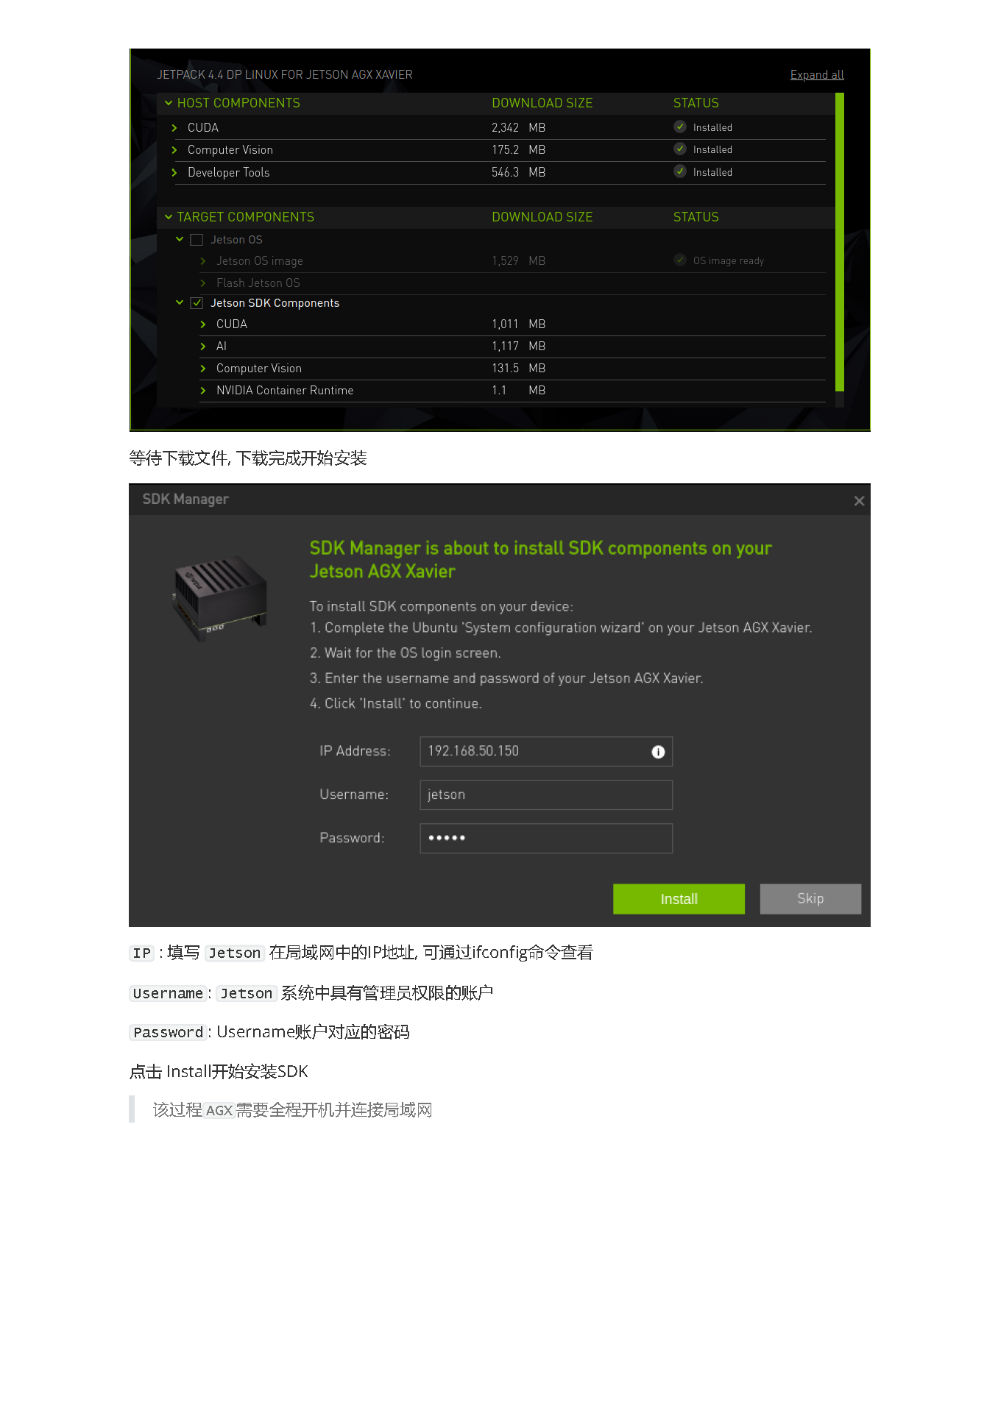 JETPACK 4.4 DP LINUX FOR JETSON AGX XAVIER Expand all
HOST COMPONENTS DOWNLOAD SIZE STATUS
CUDA 2,342 MB Installed
Computer Vision 175.2 MB Installed
Developer Tools 546.3 MB Installed
TARGET COMPONENTS DOWNLOAD SIZE STATUS
Jetson OS
Jetson OS image 1,529 MB OS image ready
Flash Jetson OS
Jetson SDK Components
CUDA 1,011 MB
AI 1,117 MB
Computer Vision 131.5 MB
NVIDIA Container Runtime 1.1 MB
等待下载文件, 下载完成开始安装
SDK Manager
SDK Manager is about to install SDK components on your
Jetson AGX Xavier
To install SDK components on your device:
1. Complete the Ubuntu 'System configuration wizard' on your Jetson AGX Xavier.
2. Wait for the OS login screen.
3. Enter the username and password of your Jetson AGX Xavier.
4. Click 'Install' to continue.
IP Address: 192.168.50.150
Username: jetson
Password: •••••
Install Skip
IP : 填写 Jetson 在局域网中的IP地址, 可通过ifconfig命令查看
Username: Jetson 系统中具有管理员权限的账户
Password: Username账户对应的密码
点击 Install开始安装SDK
该过程AGX需要全程开机并连接局域网